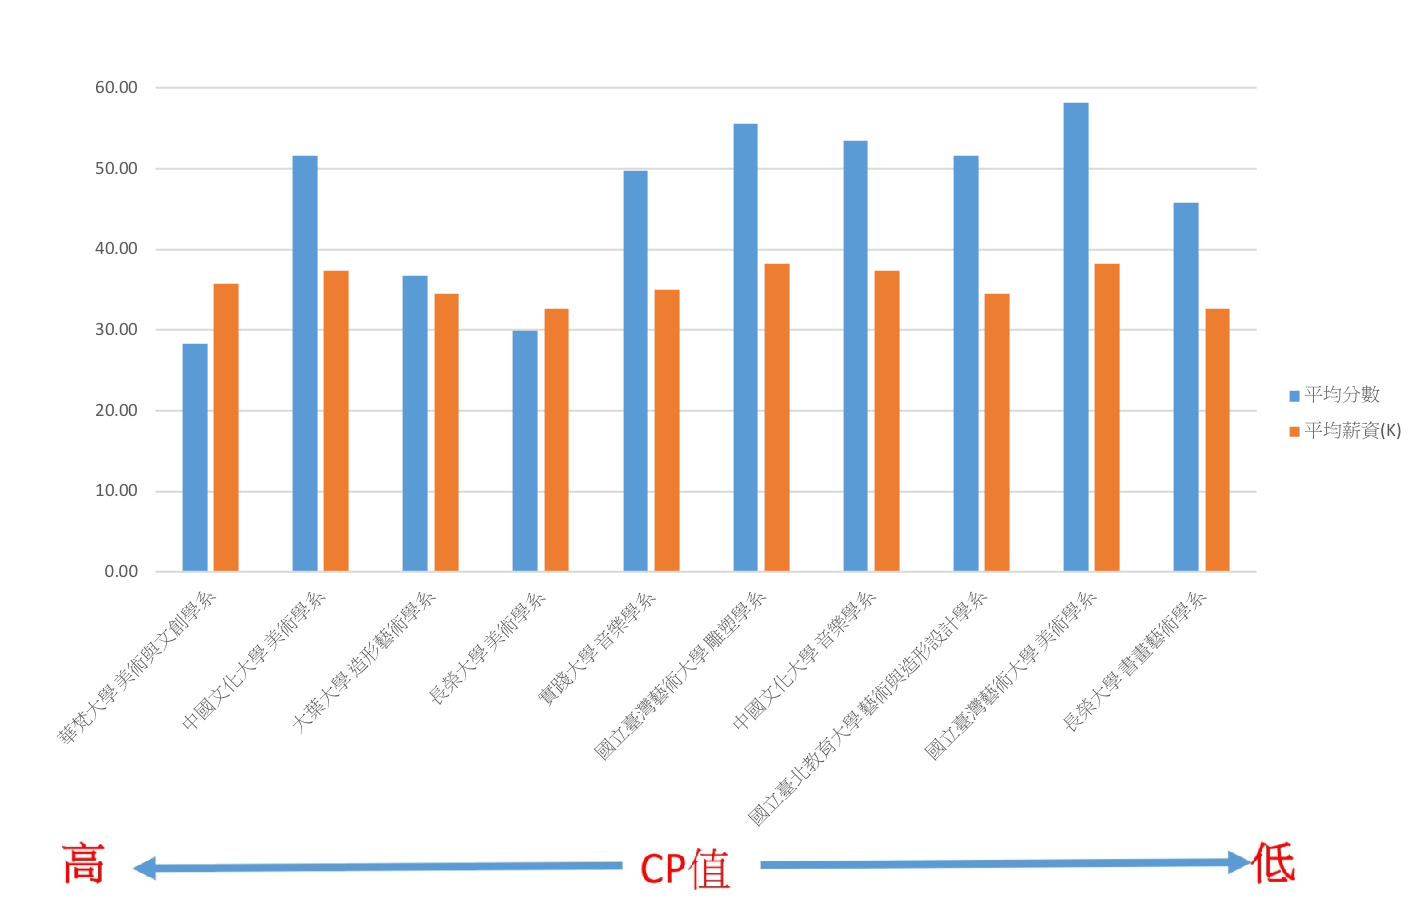 60.00
50.00
40.00
30.00
20.00
10.00
0.00
華梵大學 美術與文創學系
中國文化大學 美術學系
大葉大學 造形藝術學系
長榮大學 美術學系
實踐大學 音樂學系
國立臺灣藝術大學 雕塑學系
中國文化大學 音樂學系
國立臺北教育大學 藝術與造形設計學系
國立臺灣藝術大學 美術學系
長榮大學 書畫藝術學系
平均分數
平均薪資(K)
高 CP值 低